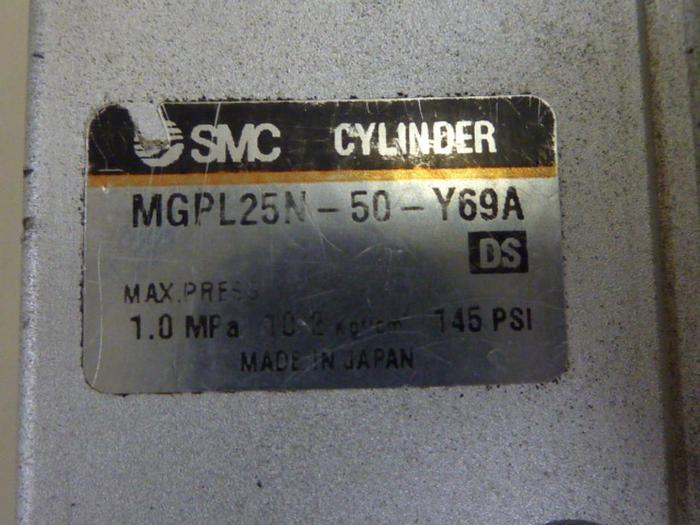 SMC CYLINDER
MGPL25N-50-Y69A
DS
MAX.PRESS
1.0 MPa 10.2 Kgf/cm² 145 PSI
MADE IN JAPAN